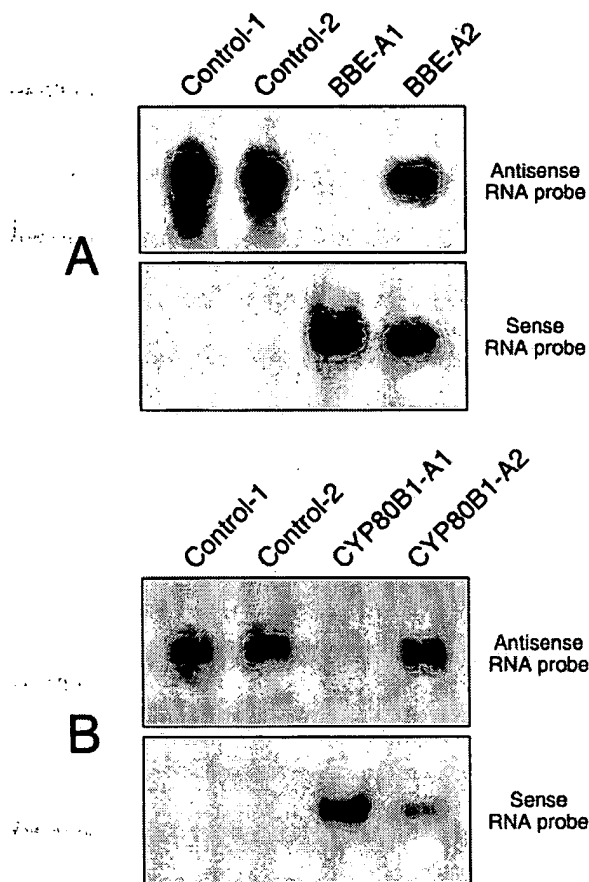 Control-1
Control-2
BBE-A1
BBE-A2
Antisense
RNA probe
A
Sense
RNA probe
Control-1
Control-2
CYP80B1-A1
CYP80B1-A2
Antisense
RNA probe
B
Sense
RNA probe